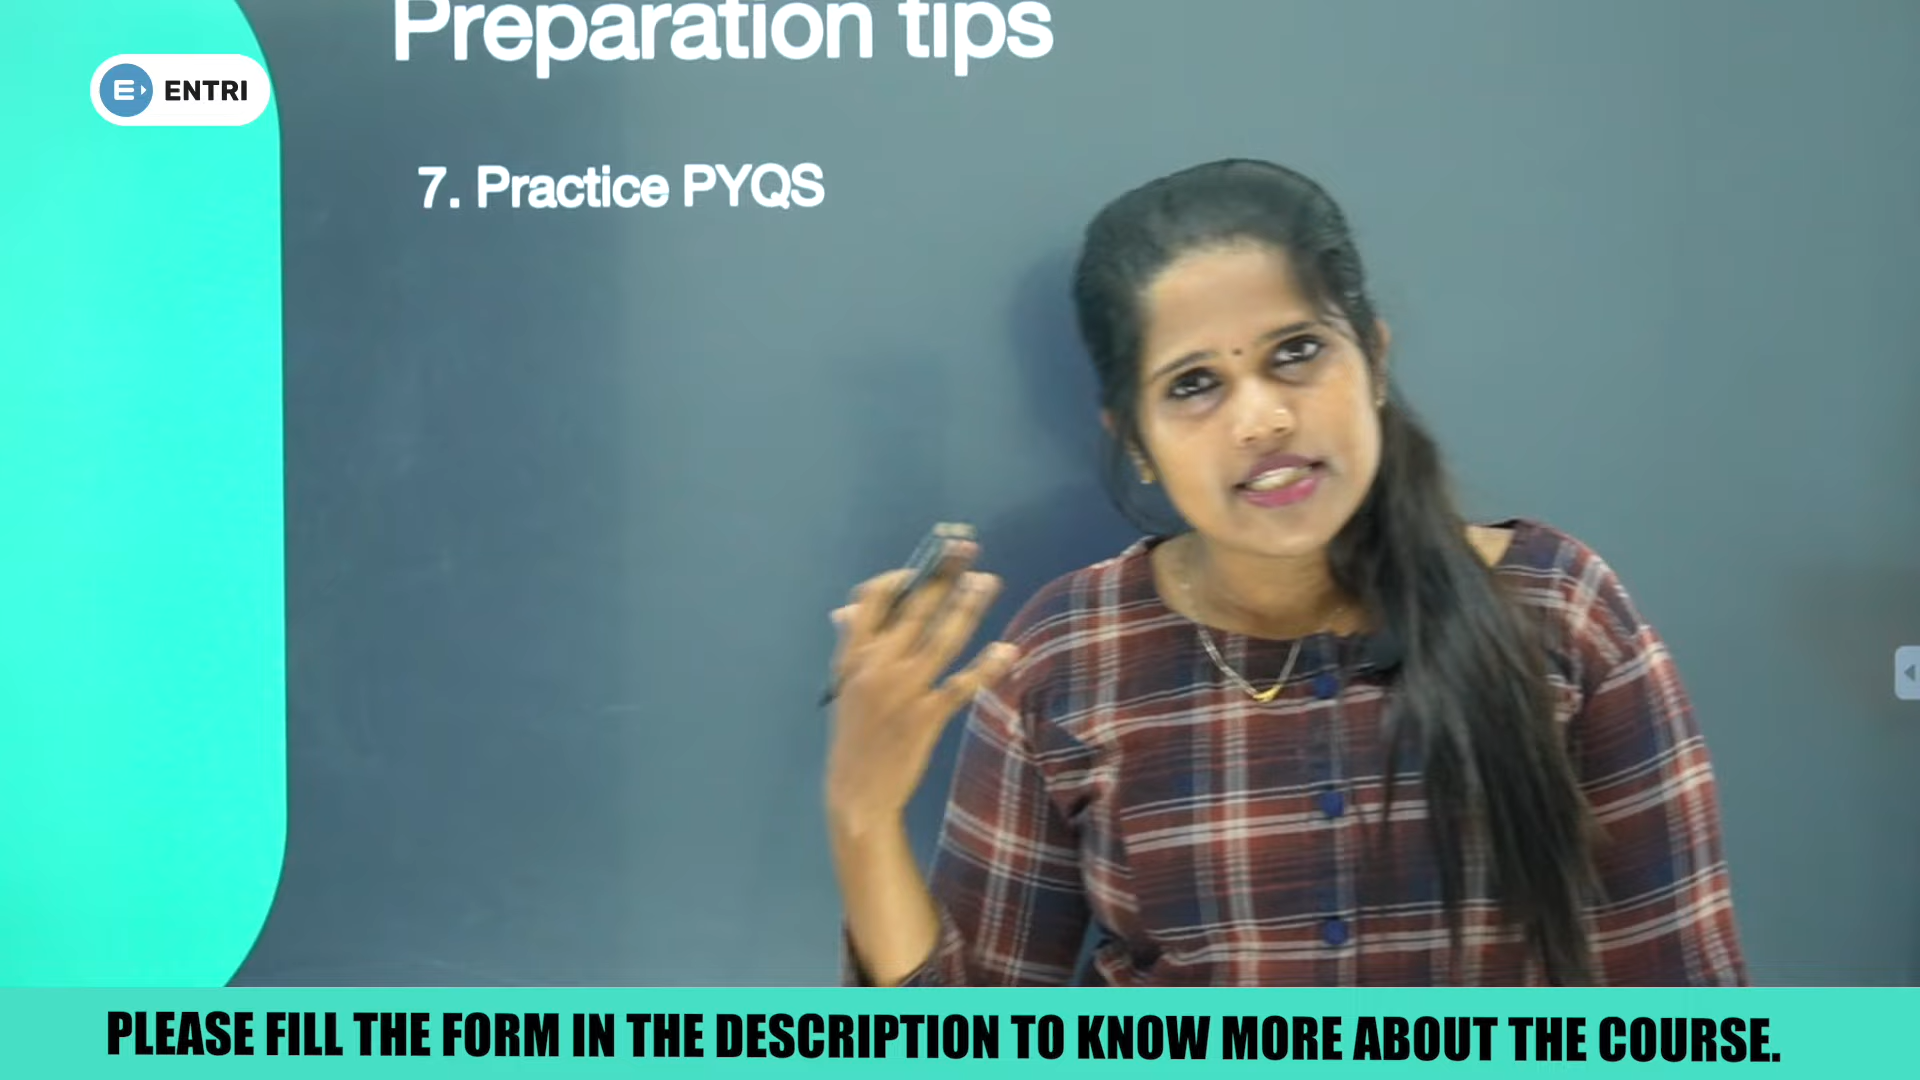 Preparation tips
ENTRI
7. Practice PYQS
PLEASE FILL THE FORM IN THE DESCRIPTION TO KNOW MORE ABOUT THE COURSE.